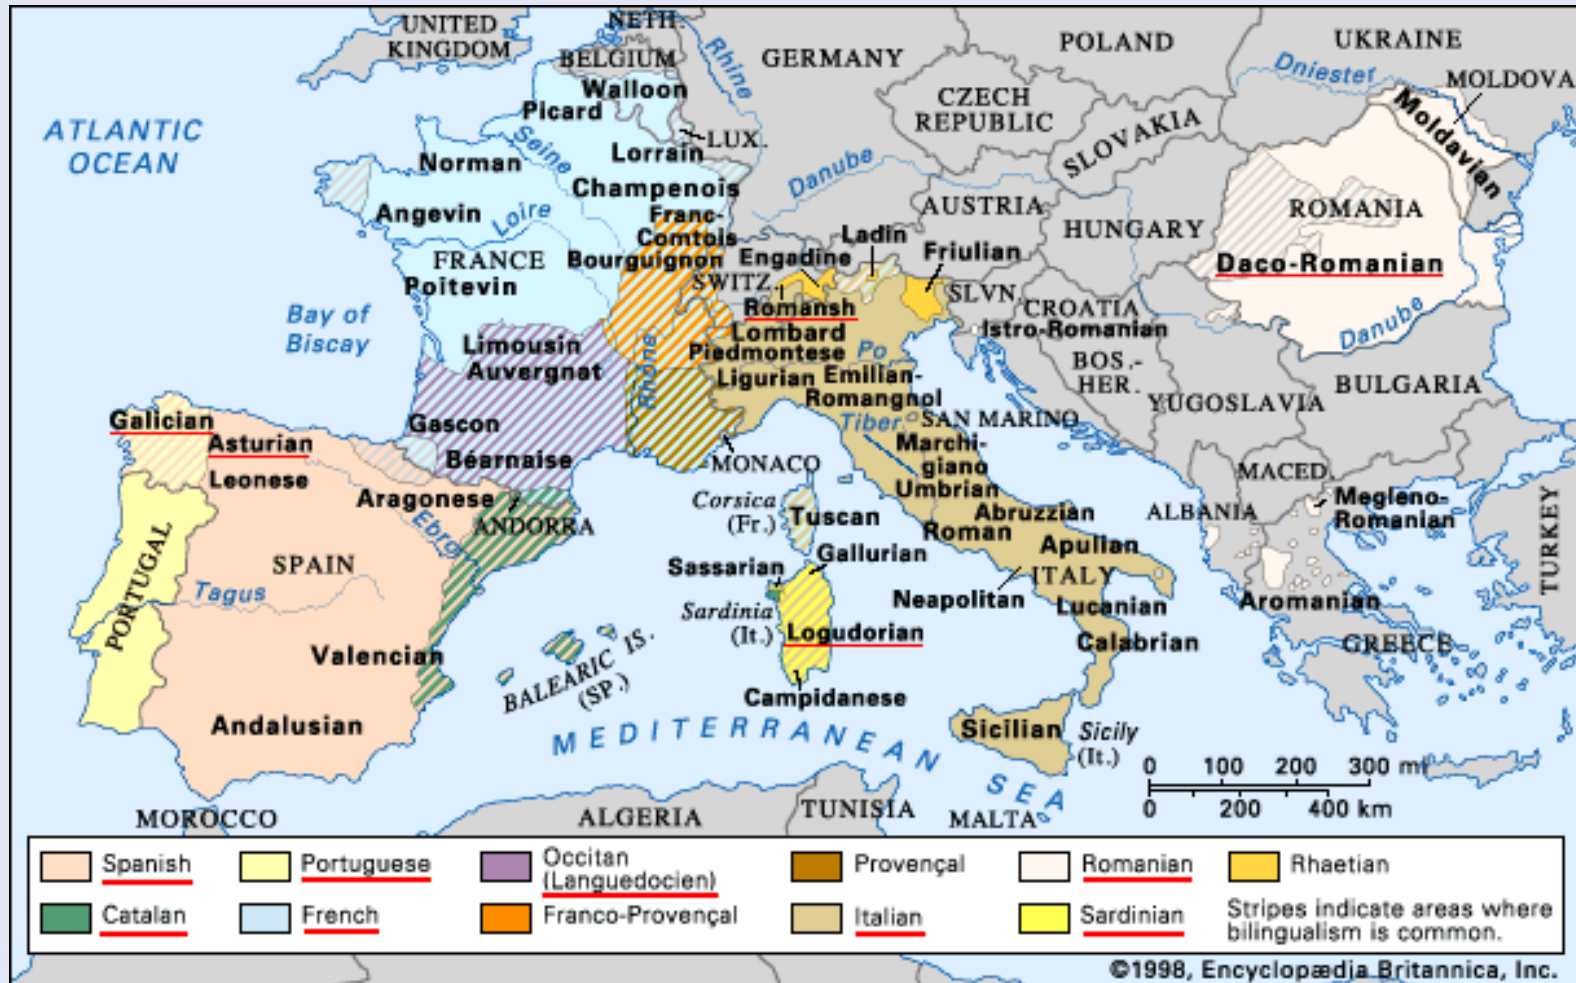 UNITED
KINGDOM
NETH.
BELGIUM
Rhine
GERMANY
POLAND
UKRAINE
Dniester
MOLDOVA
Moldavian
CZECH
REPUBLIC
SLOVAKIA
ATLANTIC
OCEAN
Walloon
Picard
Seine
LUX.
Lorrain
Norman
Champenois
Danube
Angevin
Loire
Franc-
Comtois
AUSTRIA
HUNGARY
ROMANIA
Ladin
Friulian
FRANCE
Bourguignon
Engadine
SWITZ.
Poitevin
Romansh
SLVN.
CROATIA
Istro-Romanian
Daco-Romanian
Danube
Bay of
Biscay
Lombard
Piedmontese
Po
Limousin
Auvergnat
Rhône
Ligurian
Emilian-
Romangnol
BOS.-
HER.
YUGOSLAVIA
BULGARIA
Galician
Asturian
Leonese
Gascon
Béarnaise
MONACO
Tiber
SAN MARINO
Marchi-
giano
Umbrian
MACED.
Aragonese
ANDORRA
Ebro
Corsica
(Fr.)
Tuscan
Roman
Abruzzian
ALBANIA
Megleno-
Romanian
TURKEY
PORTUGAL
SPAIN
Tagus
Gallurian
Sassarian
Sardinia
(It.)
Apulian
ITALY
Neapolitan
Lucanian
Aromanian
GREECE
Logudorian
Calabrian
Valencian
BALEARIC IS.
(SP.)
Campidanese
Andalusian
MEDITERRANEAN SEA
Sicilian
Sicily
(It.)
0 100 200 300 mi
0 200 400 km
MOROCCO
ALGERIA
TUNISIA
MALTA
Spanish
Portuguese
Occitan
(Languedocien)
Provençal
Romanian
Rhaetian
Catalan
French
Franco-Provençal
Italian
Sardinian
Stripes indicate areas where
bilingualism is common.
©1998, Encyclopædia Britannica, Inc.